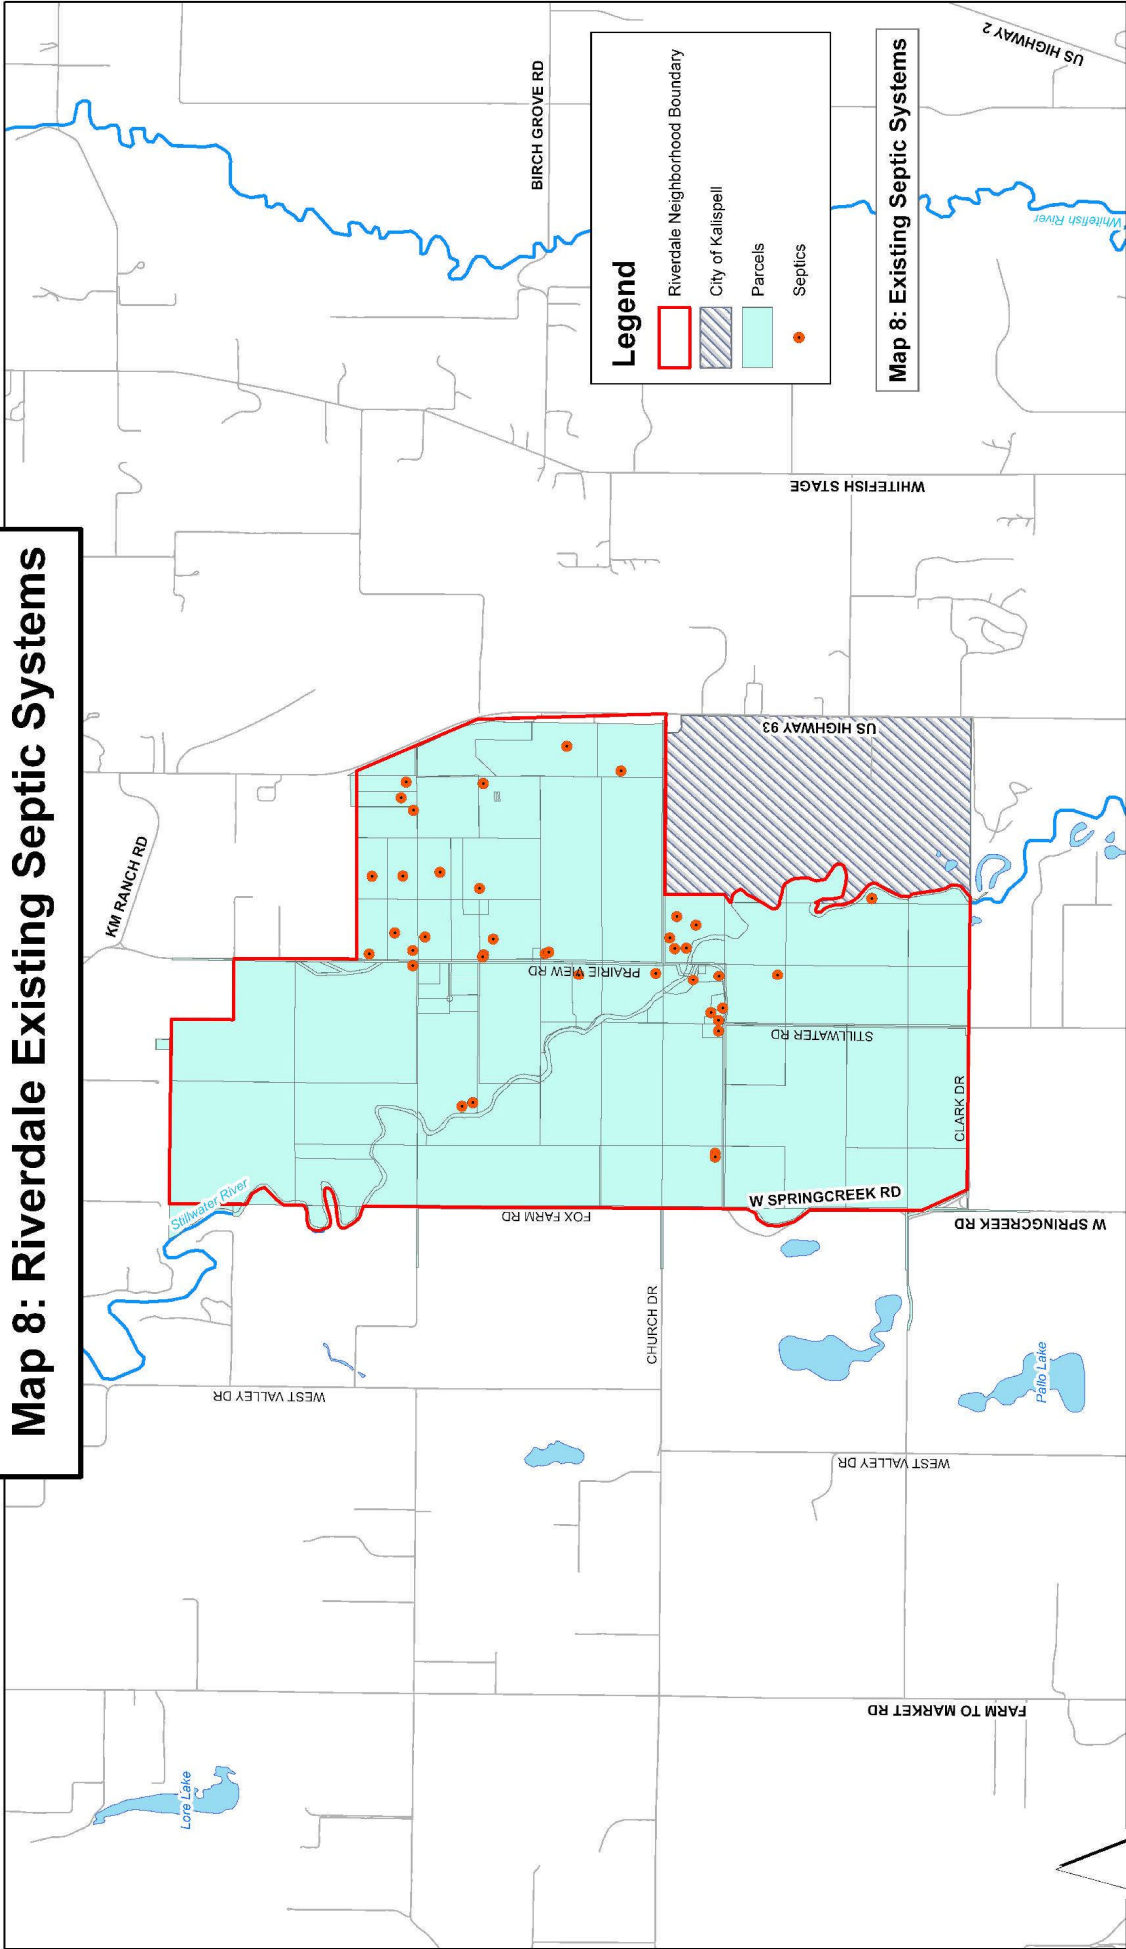 Map 8: Riverdale Existing Septic Systems
KM RANCH RD
BIRCH GROVE RD
US HIGHWAY 2
Legend
Riverdale Neighborhood Boundary
City of Kalispell
Parcels
Septics
Map 8: Existing Septic Systems
Whitefish River
WHITEFISH STAGE
US HIGHWAY 93
PRAIRIE VIEW RD
STILLWATER RD
CLARK DR
Stillwater River
FOX FARM RD
W SPRINGCREEK RD
W SPRINGCREEK RD
CHURCH DR
WEST VALLEY DR
WEST VALLEY DR
Pallo Lake
FARM TO MARKET RD
Lore Lake